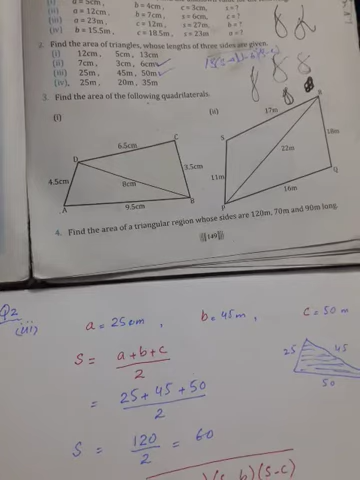 (i) a = 5cm, b = 4cm, c = 3cm, s = ?
(ii) a = 12cm, b = 7cm, s = 6cm, c = ?
(iii) a = 23m, c = 12m, s = 27m, b = ?
(iv) b = 15.5m, c = 18.5m, s = 23m a = ?
2. Find the area of triangles, whose lengths of three sides are given.
(i) 12cm, 5cm, 13cm
(ii) 7cm, 3cm, 6cm
(iii) 25m, 45m, 50m
(iv) 25m, 20m, 35m
3. Find the area of the following quadrilaterals.
(i) (ii)
D 6.5cm C
4.5cm 8cm 3.5cm
A 9.5cm B
17m R
S 18m
11m 22m
P 16m Q
4. Find the area of a triangular region whose sides are 120m, 70m and 90m long.
149
Q2
(iii) a = 25cm, b = 45m, c = 50m
S = a+b+c / 2
= 25 + 45 + 50 / 2
S = 120 / 2 = 60
25 45
50